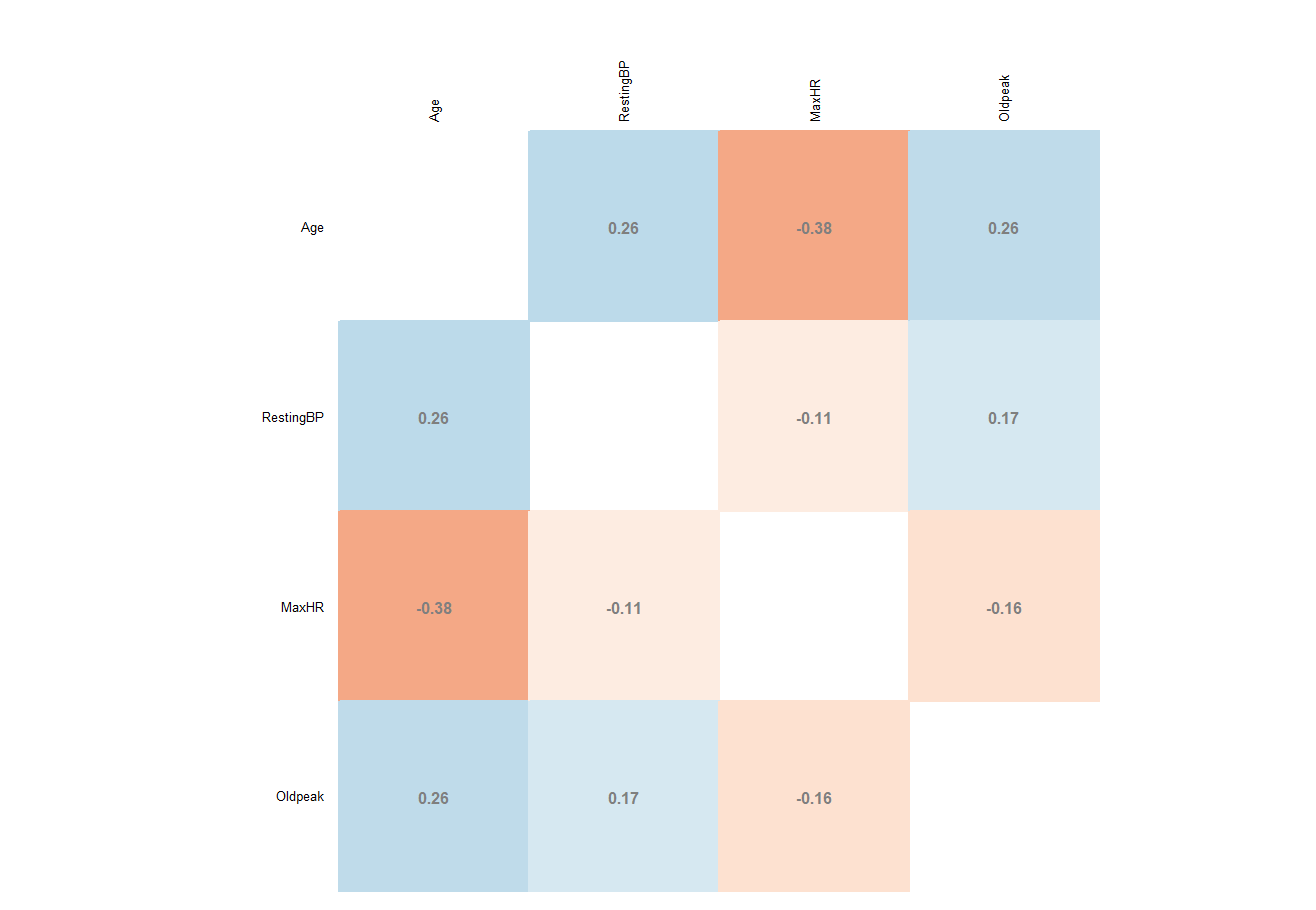 Age RestingBP MaxHR Oldpeak
Age 0.26 -0.38 0.26
RestingBP 0.26 -0.11 0.17
MaxHR -0.38 -0.11 -0.16
Oldpeak 0.26 0.17 -0.16